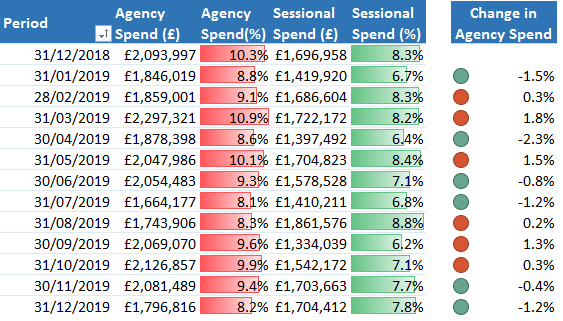 Period Agency Spend (£) Agency Spend(%) Sessional Spend (£) Sessional Spend (%) Change in Agency Spend
31/12/2018 £2,093,997 10.3% £1,696,958 8.3%
31/01/2019 £1,846,019 8.8% £1,419,920 6.7% -1.5%
28/02/2019 £1,859,001 9.1% £1,686,604 8.3% 0.3%
31/03/2019 £2,297,321 10.9% £1,722,172 8.2% 1.8%
30/04/2019 £1,878,398 8.6% £1,397,492 6.4% -2.3%
31/05/2019 £2,047,986 10.1% £1,704,823 8.4% 1.5%
30/06/2019 £2,054,483 9.3% £1,578,528 7.1% -0.8%
31/07/2019 £1,664,177 8.1% £1,410,211 6.8% -1.2%
31/08/2019 £1,743,906 8.3% £1,861,576 8.8% 0.2%
30/09/2019 £2,069,070 9.6% £1,334,039 6.2% 1.3%
31/10/2019 £2,126,857 9.9% £1,542,172 7.1% 0.3%
30/11/2019 £2,081,489 9.4% £1,703,663 7.7% -0.4%
31/12/2019 £1,796,816 8.2% £1,704,412 7.8% -1.2%